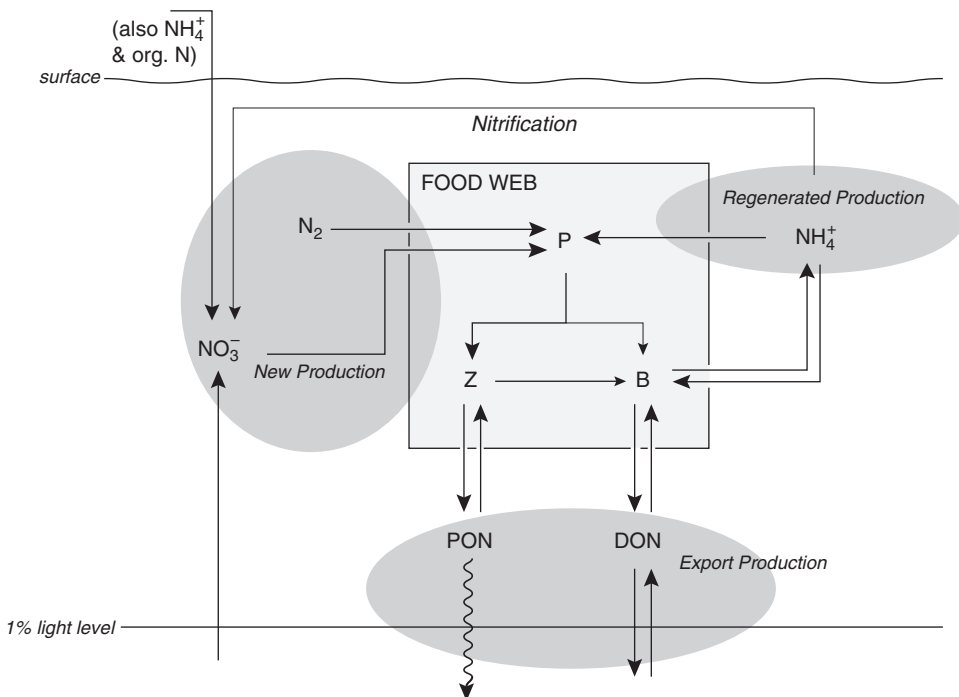 (also NH₄⁺
& org. N)
surface
Nitrification
FOOD WEB
Regenerated Production
N₂
P
NH₄⁺
NO₃⁻
New Production
Z
B
PON
DON
Export Production
1% light level